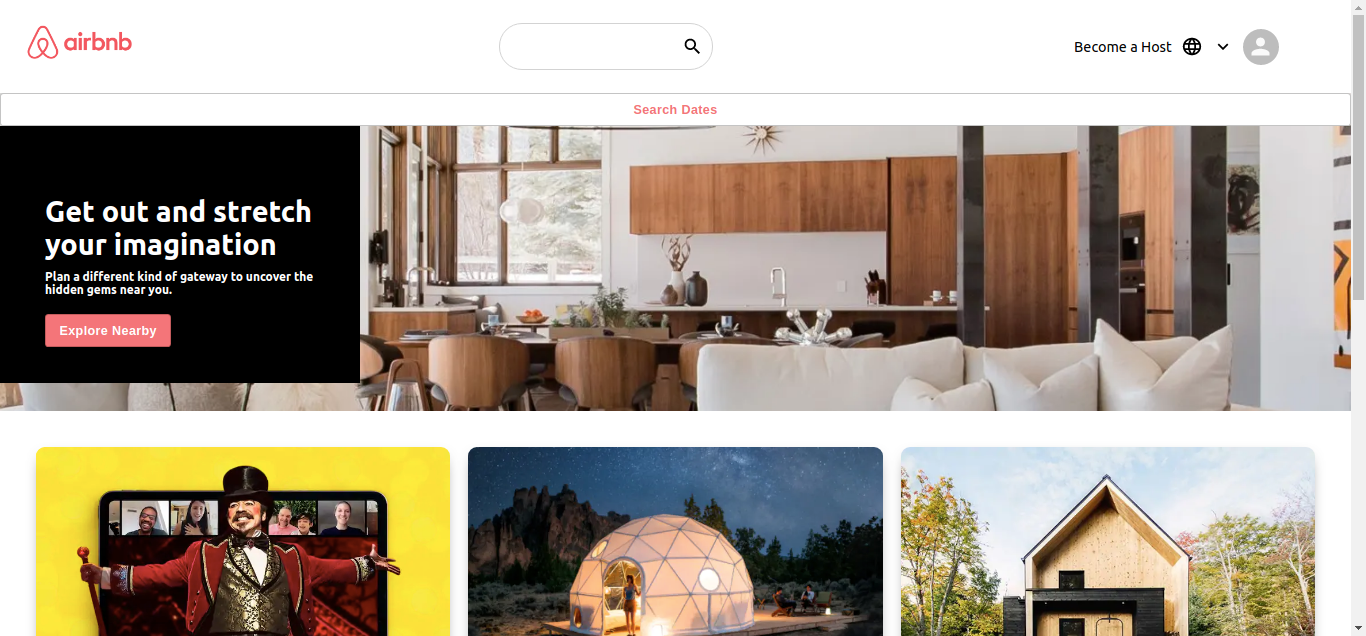 airbnb
Become a Host
Search Dates
Get out and stretch
your imagination
Plan a different kind of gateway to uncover the
hidden gems near you.
Explore Nearby